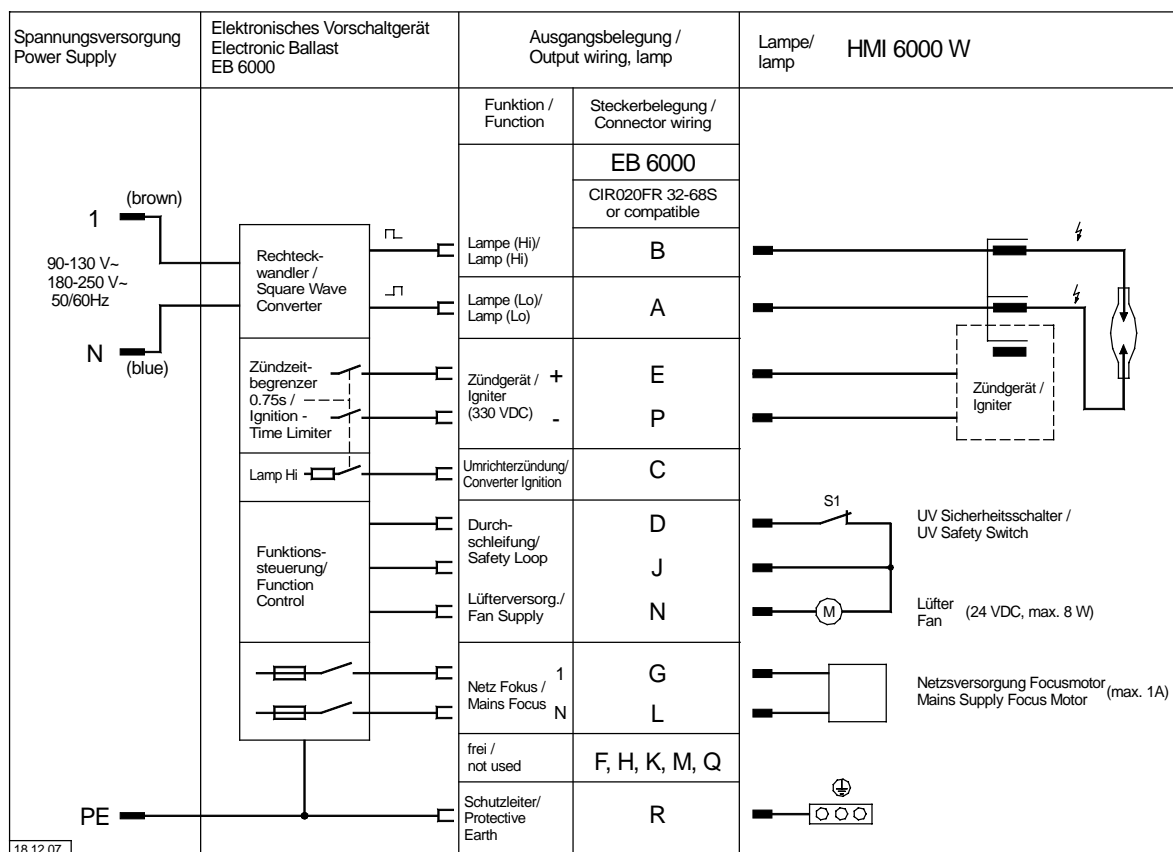 Spannungsversorgung
Power Supply
Elektronisches Vorschaltgerät
Electronic Ballast
EB 6000
Ausgangsbelegung /
Output wiring, lamp
Lampe/
lamp
HMI 6000 W
Funktion /
Function
Steckerbelegung /
Connector wiring
EB 6000
CIR020FR 32-68S
or compatible
1
(brown)
90-130 V~
180-250 V~
50/60Hz
N
(blue)
Rechteck-
wandler /
Square Wave
Converter
Lampe (Hi)/
Lamp (Hi)
B
Lampe (Lo)/
Lamp (Lo)
A
Zündzeit-
begrenzer
0.75s /
Ignition -
Time Limiter
Zündgerät /
Igniter
(330 VDC)
+
-
E
P
Zündgerät /
Igniter
Lamp Hi
Umrichterzündung/
Converter Ignition
C
Funktions-
steuerung/
Function
Control
Durch-
schleifung/
Safety Loop
D
J
S1
UV Sicherheitsschalter /
UV Safety Switch
Lüfterversorg./
Fan Supply
N
M
Lüfter
Fan
(24 VDC, max. 8 W)
Netz Fokus /
Mains Focus
1
N
G
L
Netzsversorgung Focusmotor
Mains Supply Focus Motor
(max. 1A)
frei /
not used
F, H, K, M, Q
PE
Schutzleiter/
Protective
Earth
R
18.12.07